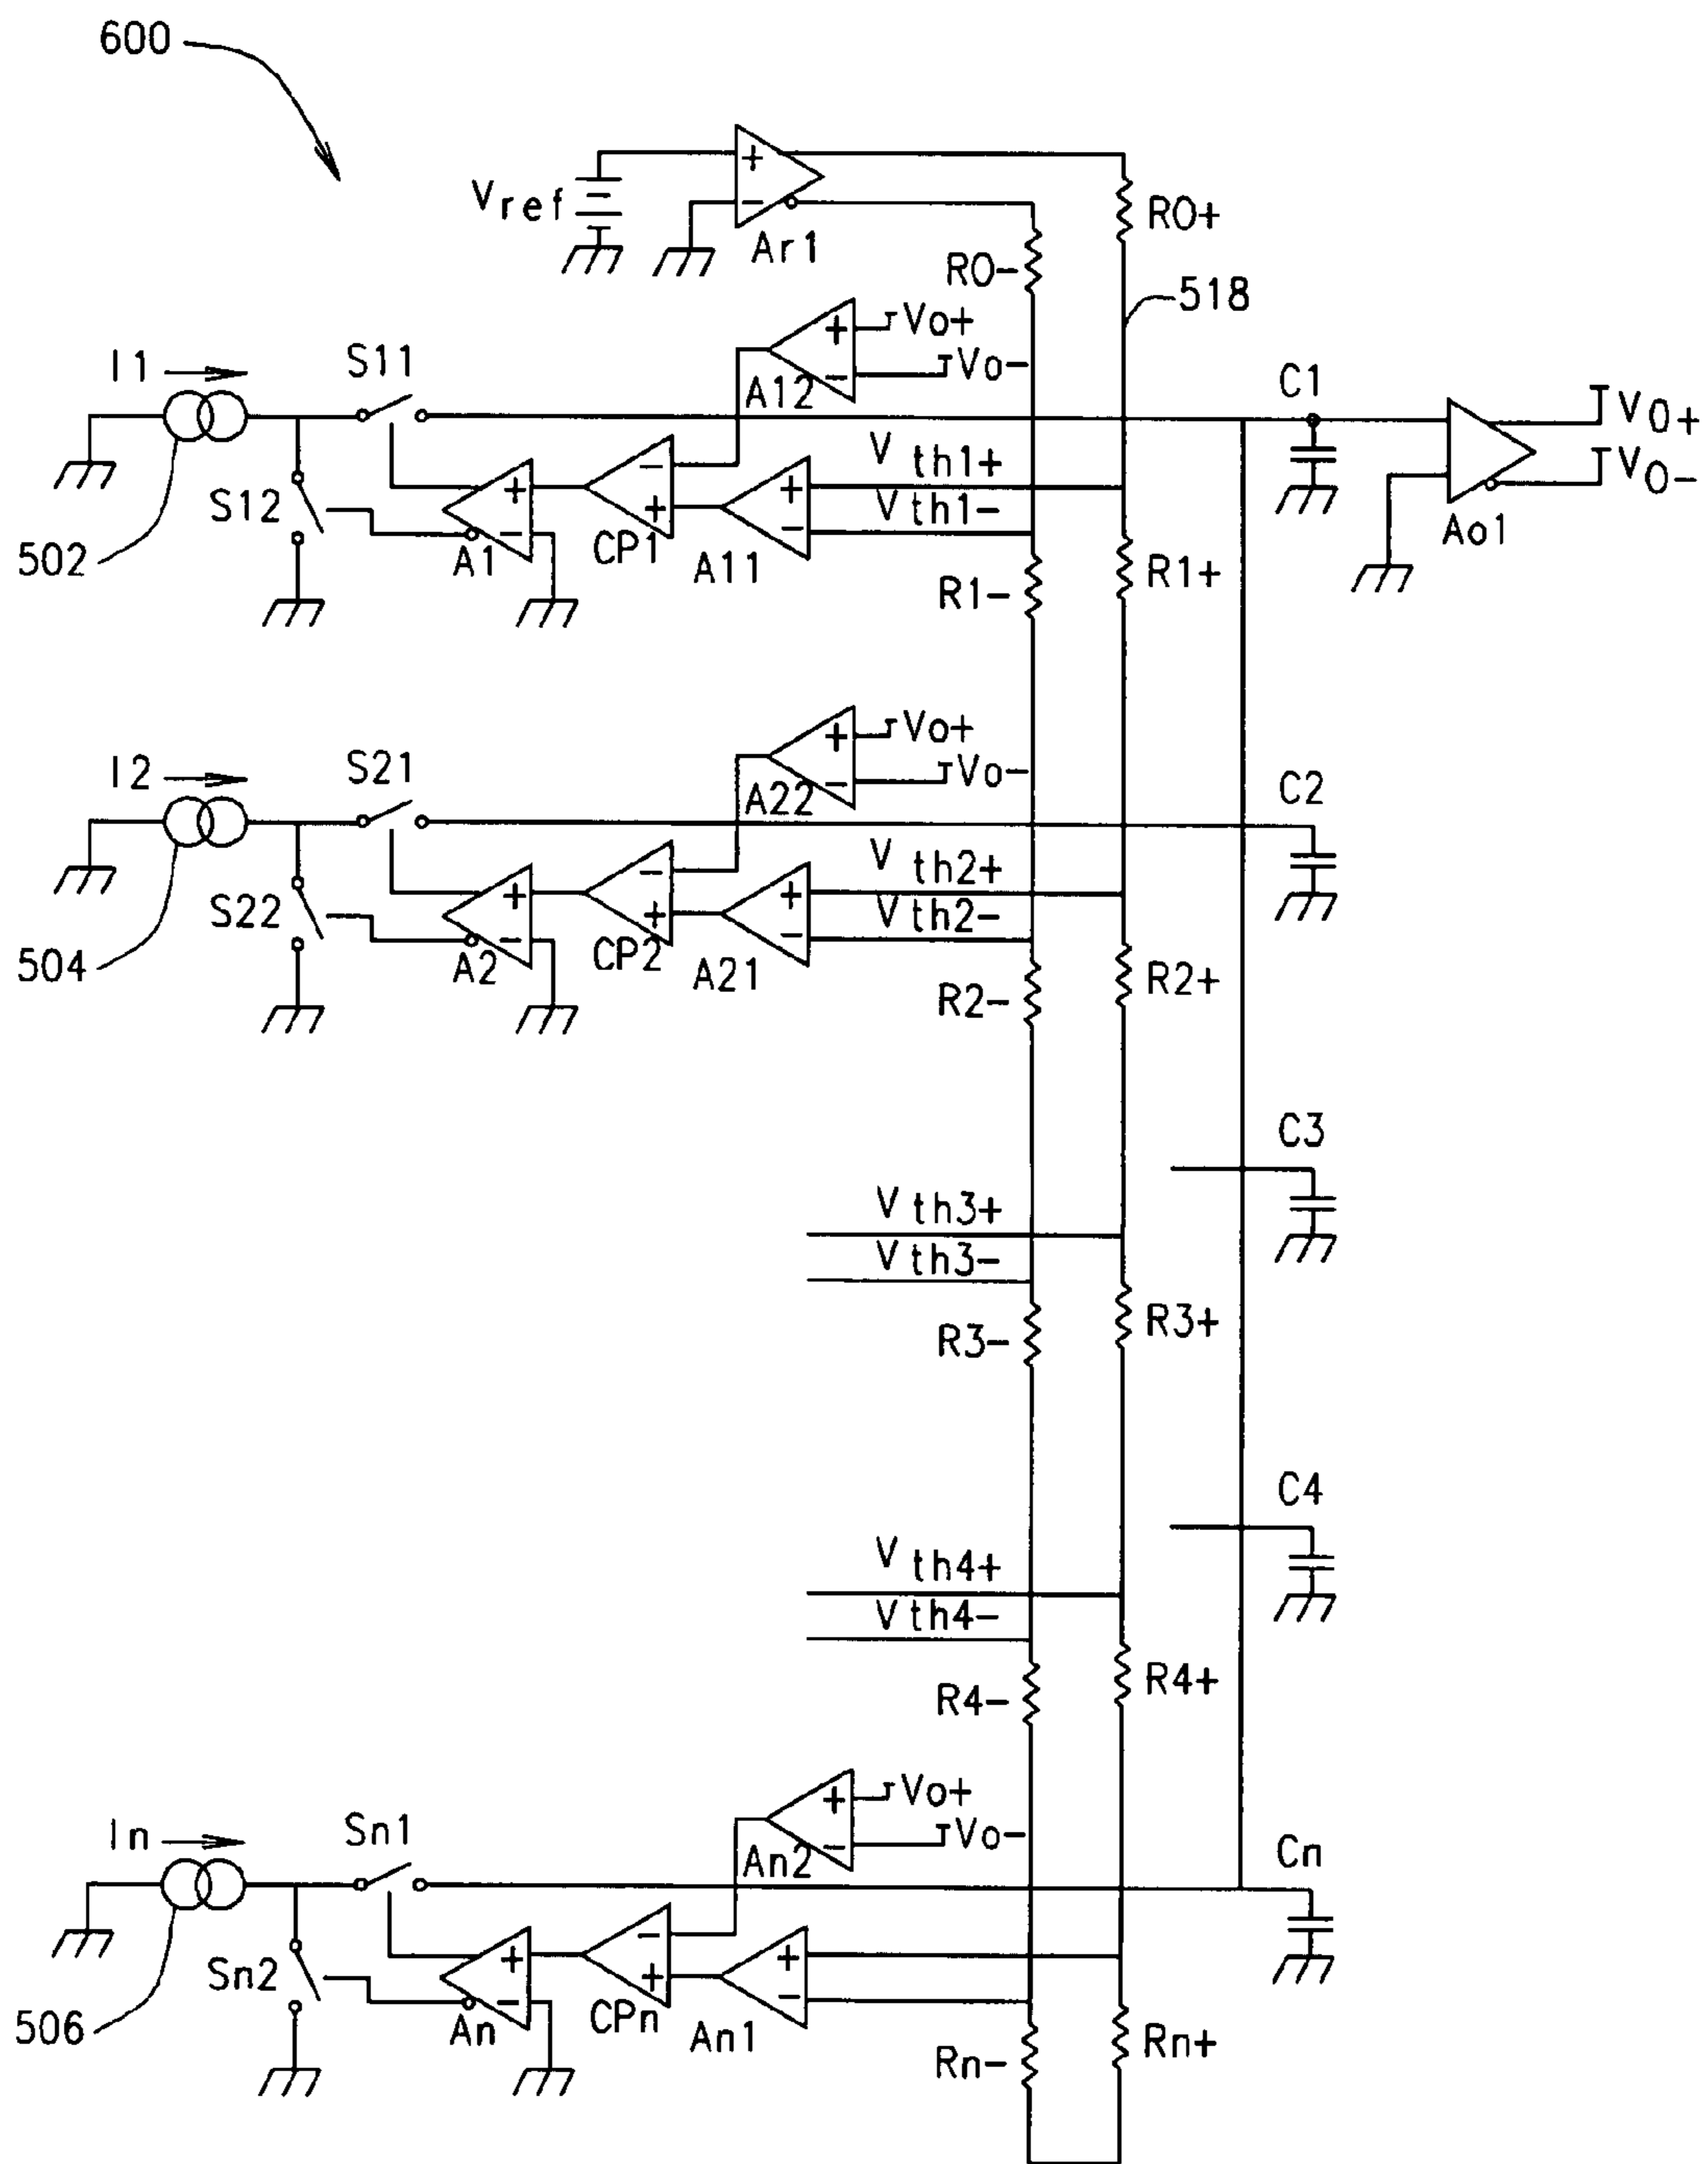 600
Vref
+
−
Ar1
R0+
R0−
518
I1
S11
+
−
A12
Vo+
Vo−
C1
V0+
V0−
Ao1
S12
502
+
−
A1
−
+
CP1
+
−
A11
Vth1+
Vth1−
R1−
R1+
I2
S21
+
−
A22
Vo+
Vo−
C2
S22
504
+
−
A2
−
+
CP2
+
−
A21
Vth2+
Vth2−
R2−
R2+
C3
Vth3+
Vth3−
R3−
R3+
C4
Vth4+
Vth4−
R4−
R4+
In
Sn1
+
−
An2
Vo+
Vo−
Cn
Sn2
506
+
−
An
−
+
CPn
+
−
An1
Rn−
Rn+